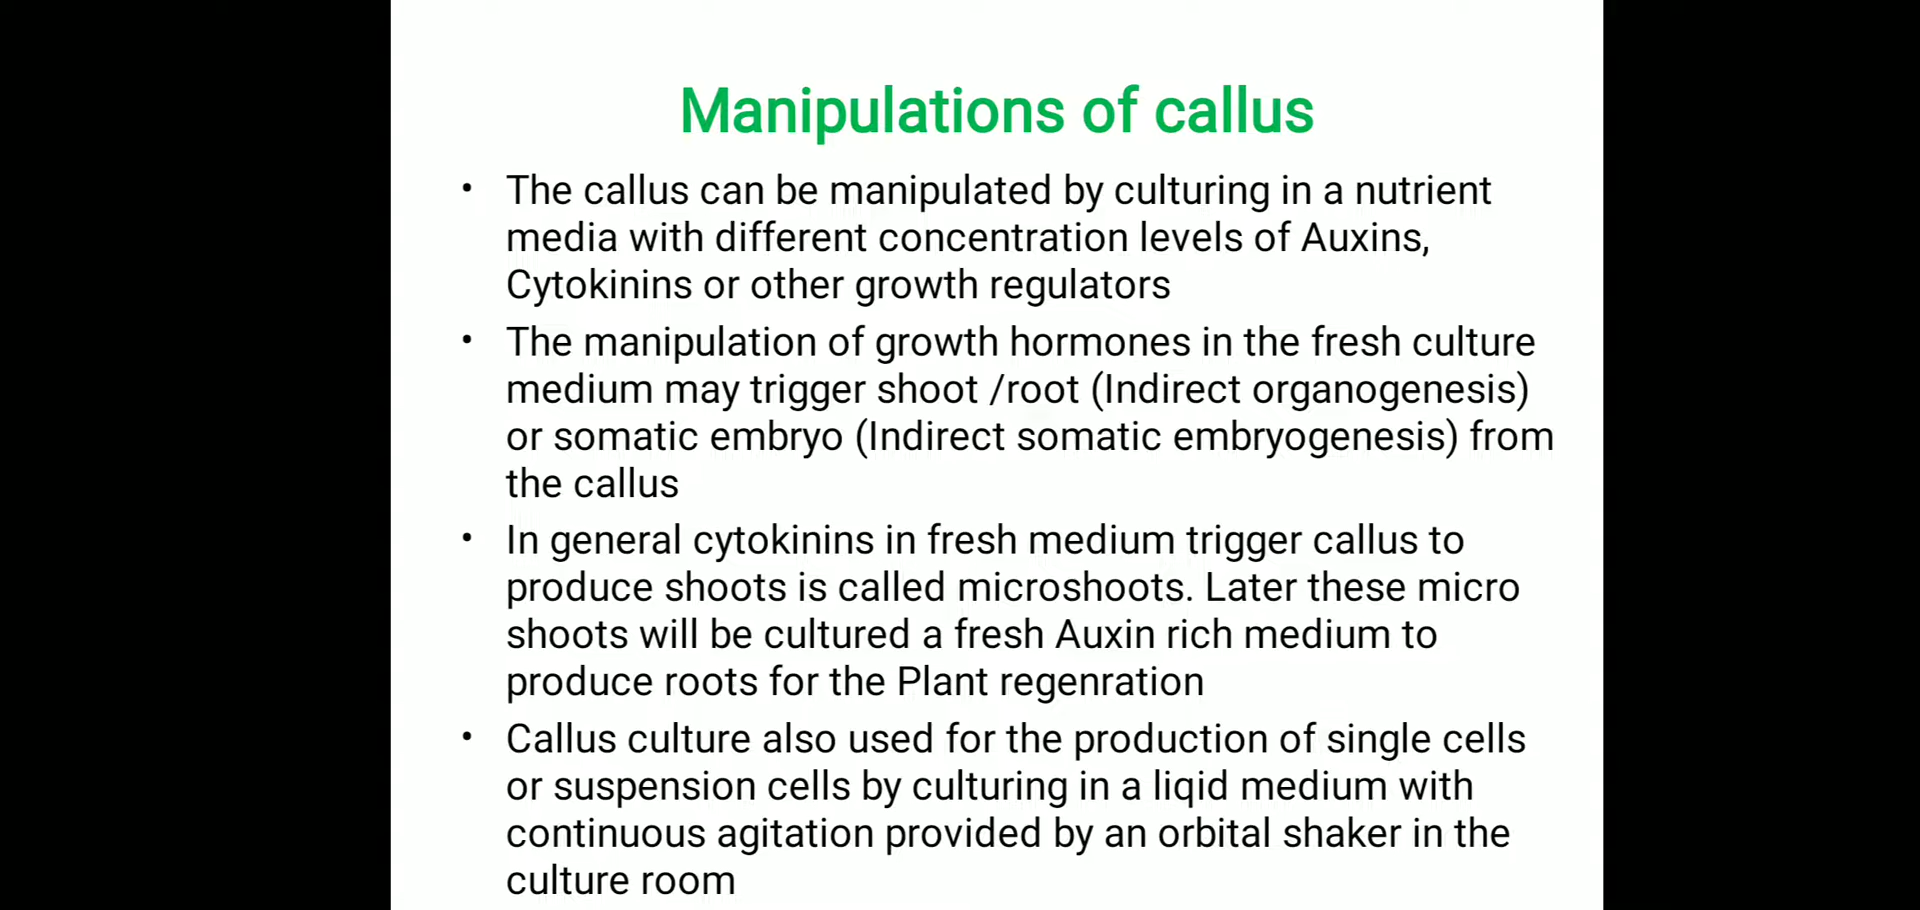 Manipulations of callus
• The callus can be manipulated by culturing in a nutrient
media with different concentration levels of Auxins,
Cytokinins or other growth regulators
• The manipulation of growth hormones in the fresh culture
medium may trigger shoot /root (Indirect organogenesis)
or somatic embryo (Indirect somatic embryogenesis) from
the callus
• In general cytokinins in fresh medium trigger callus to
produce shoots is called microshoots. Later these micro
shoots will be cultured a fresh Auxin rich medium to
produce roots for the Plant regenration
• Callus culture also used for the production of single cells
or suspension cells by culturing in a liqid medium with
continuous agitation provided by an orbital shaker in the
culture room